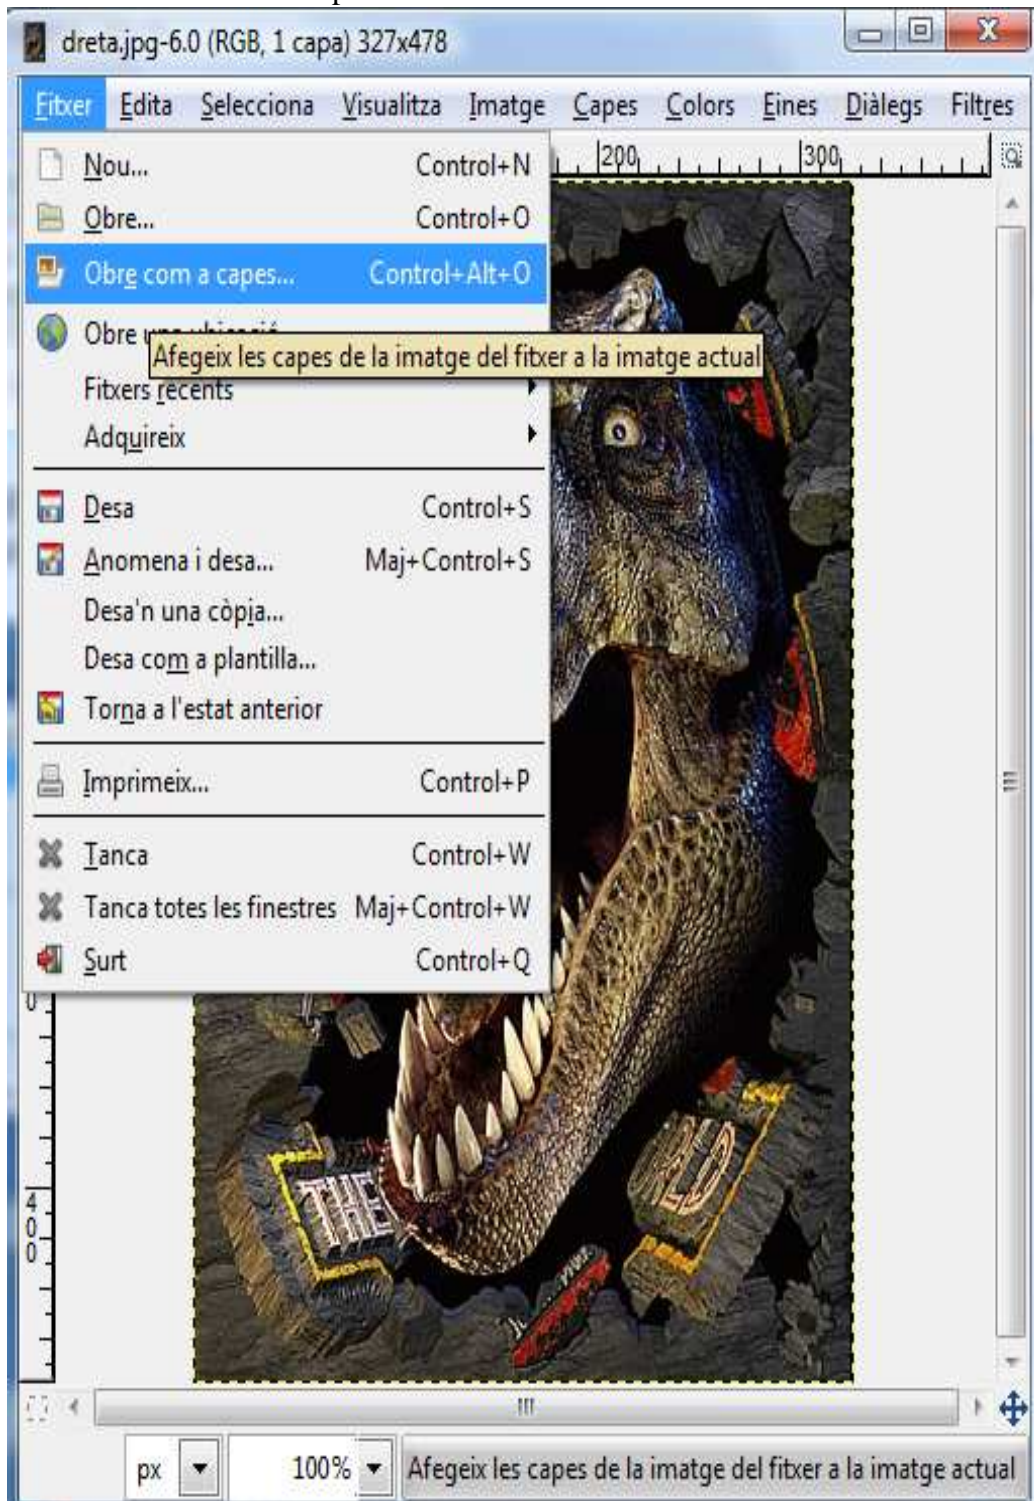 dreta.jpg-6.0 (RGB, 1 capa) 327x478
Fitxer Edita Selecciona Visualitza Imatge Capes Colors Eines Diàlegs Filtres
200 300
Nou... Control+N
Obre... Control+O
Obre com a capes... Control+Alt+O
Obre una ubicació
Afegeix les capes de la imatge del fitxer a la imatge actual
Fitxers recents
Adquireix
Desa Control+S
Anomena i desa... Maj+Control+S
Desa'n una còpia...
Desa com a plantilla...
Torna a l'estat anterior
Imprimeix... Control+P
Tanca Control+W
Tanca totes les finestres Maj+Control+W
Surt Control+Q
0
400
px 100% Afegeix les capes de la imatge del fitxer a la imatge actual